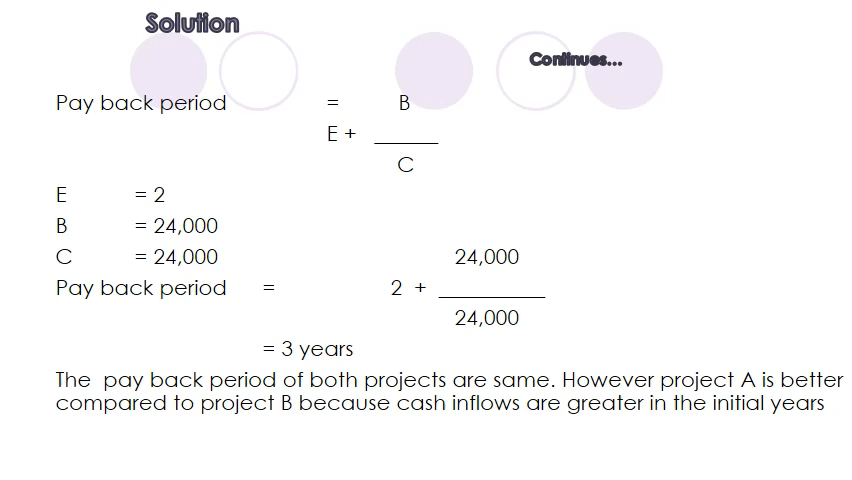 Solution
Continues...
Pay back period = B
E + ______
C
E = 2
B = 24,000
C = 24,000 24,000
Pay back period = 2 + __________
24,000
= 3 years
The pay back period of both projects are same. However project A is better
compared to project B because cash inflows are greater in the initial years